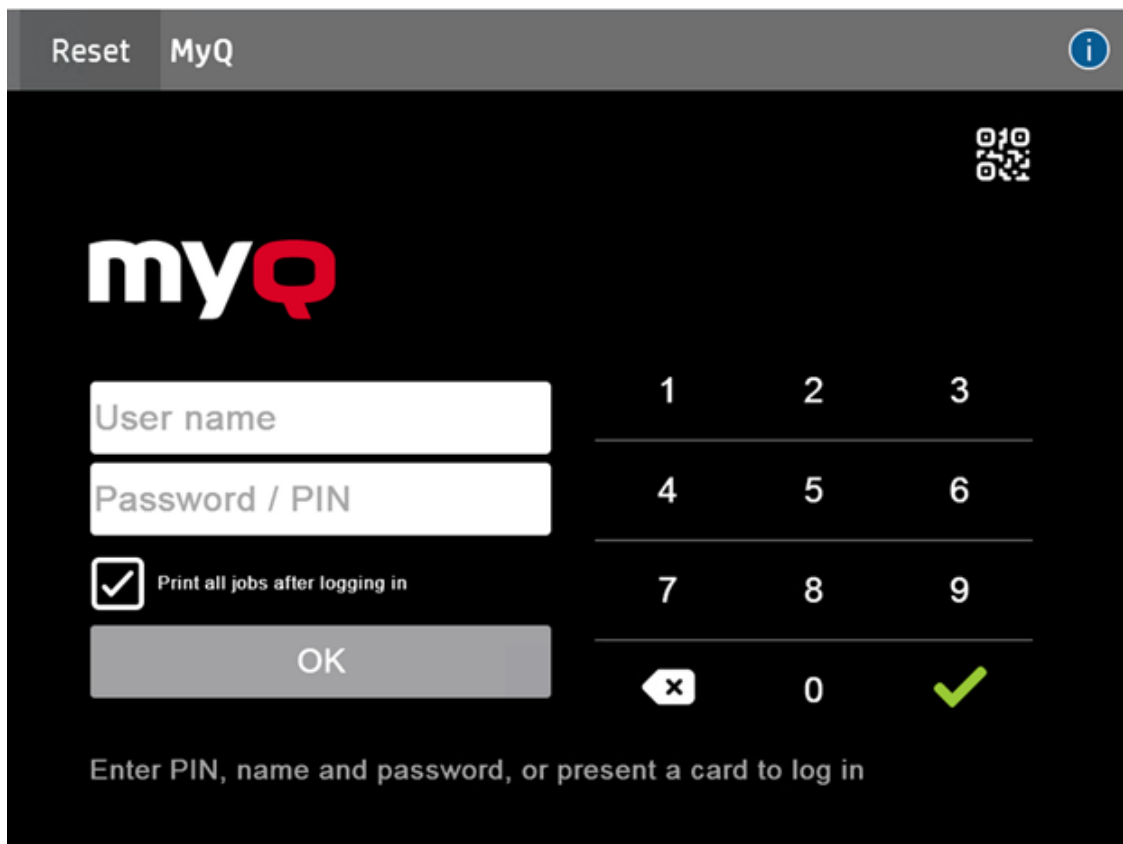 Reset MyQ
i
myQ
User name
Password / PIN
Print all jobs after logging in
OK
1 2 3
4 5 6
7 8 9
0
Enter PIN, name and password, or present a card to log in